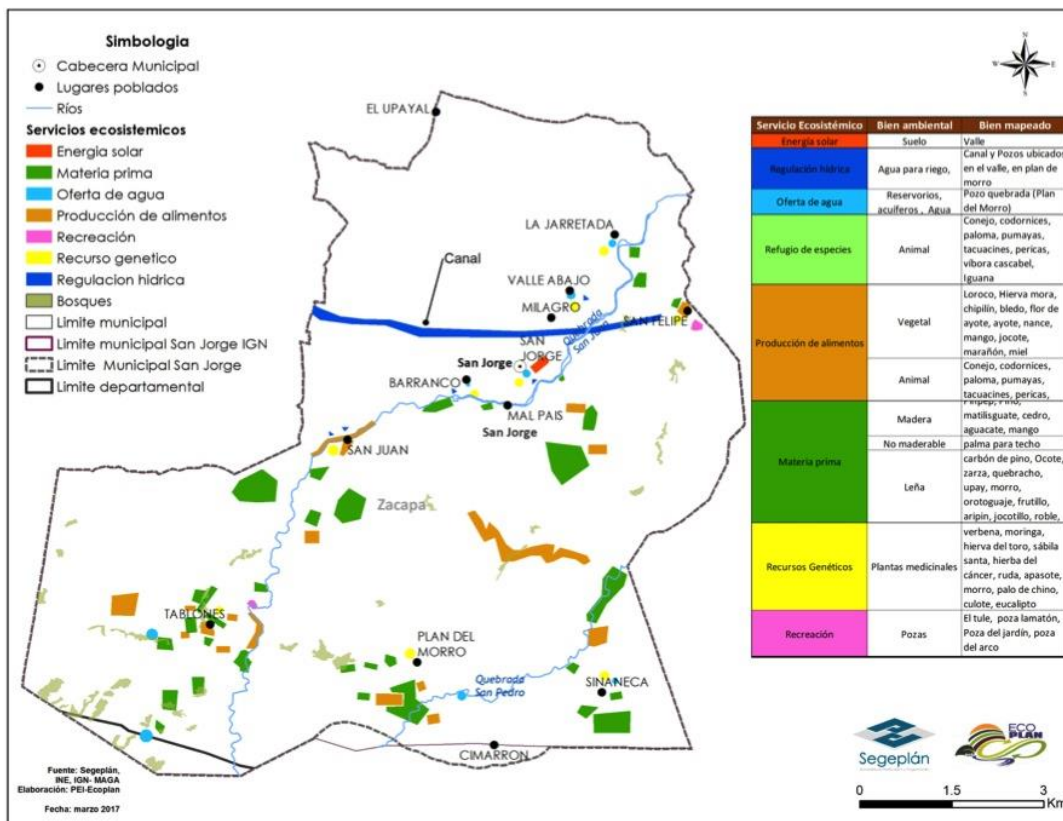 Simbologia
Cabecera Municipal
Lugares poblados
Ríos
Servicios ecosistemicos
Energia solar
Materia prima
Oferta de agua
Producción de alimentos
Recreación
Recurso genetico
Regulacion hidrica
Bosques
Limite municipal
Limite municipal San Jorge IGN
Limite Municipal San Jorge
Limite departamental
N
W
E
S
EL UPAYAL
LA JARRETADA
Canal
VALLE ABAJO
MILAGRO
SAN FELIPE
Quebrada
San Juan
SAN
JORGE
San Jorge
BARRANCO
MAL PAIS
San Jorge
SAN JUAN
Zacapa
TABLONES
PLAN DEL
MORRO
Quebrada
San Pedro
SINANECA
CIMARRON
Servicio Ecosistémico Bien ambiental Bien mapeado
Energía solar Suelo Valle
Regulación hídrica Agua para riego,
Canal y Pozos ubicados
en el valle, en plan de
morro
Oferta de agua
Reservorios,
acuíferos , Agua
Pozo quebrada (Plan
del Morro)
Refugio de especies Animal
Conejo, codornices,
paloma, pumayas,
tacuacines, pericas,
víbora cascabel,
Iguana
Producción de alimentos
Vegetal
Loroco, Hierva mora,
chipilín, bledo, flor de
ayote, ayote, nance,
mango, jocote,
marañón, miel
Animal
Conejo, codornices,
paloma, pumayas,
tacuacines, pericas,
Materia prima
Madera
matilisguate, cedro,
aguacate, mango
No maderable palma para techo
Leña
carbón de pino, Ocote,
zarza, quebracho,
upay, morro,
orotoguaje, frutillo,
aripin, jocotillo, roble,
Recursos Genéticos Plantas medicinales
verbena, moringa,
hierva del toro, sábila
santa, hierba del
cáncer, ruda, apasote,
morro, palo de chino,
culote, eucalipto
Recreación Pozas
El tule, poza lamatón,
Poza del jardín, poza
del arco
Fuente: Segeplán,
INE, IGN- MAGA
Elaboración: PEI-Ecoplan
Fecha: marzo 2017
Segeplán
ECO
PLAN
0 1.5 3
Km